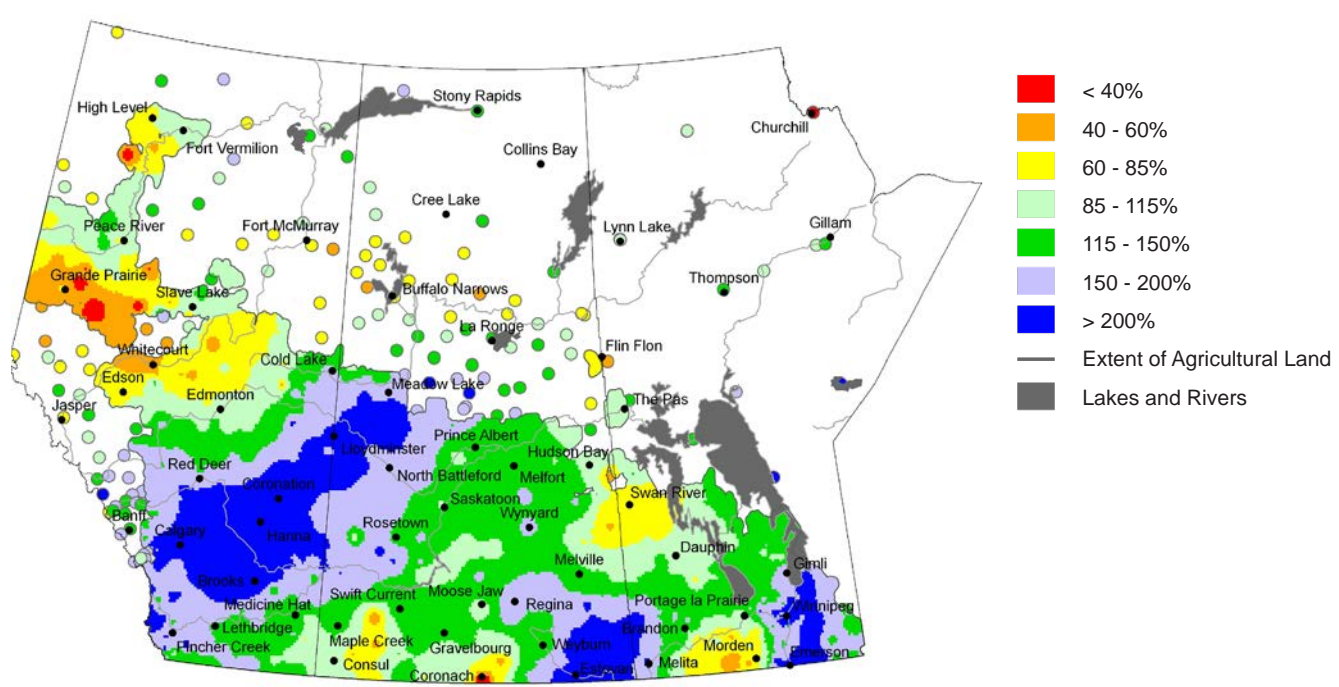 High Level
Fort Vermilion
Stony Rapids
Churchill
Collins Bay
Cree Lake
Peace River
Fort McMurray
Lynn Lake
Gillam
Grande Prairie
Slave Lake
Buffalo Narrows
Thompson
La Ronge
Whitecourt
Cold Lake
Flin Flon
Edson
Meadow Lake
Edmonton
Jasper
The Pas
Lloydminster
Prince Albert
Hudson Bay
Red Deer
North Battleford
Melfort
Coronation
Saskatoon
Swan River
Banff
Calgary
Hanna
Rosetown
Wynyard
Dauphin
Melville
Gimli
Brooks
Medicine Hat
Swift Current
Moose Jaw
Regina
Portage la Prairie
Winnipeg
Lethbridge
Pincher Creek
Maple Creek
Gravelbourg
Weyburn
Brandon
Morden
Emerson
Consul
Coronach
Estevan
Melita
< 40%
40 - 60%
60 - 85%
85 - 115%
115 - 150%
150 - 200%
> 200%
Extent of Agricultural Land
Lakes and Rivers